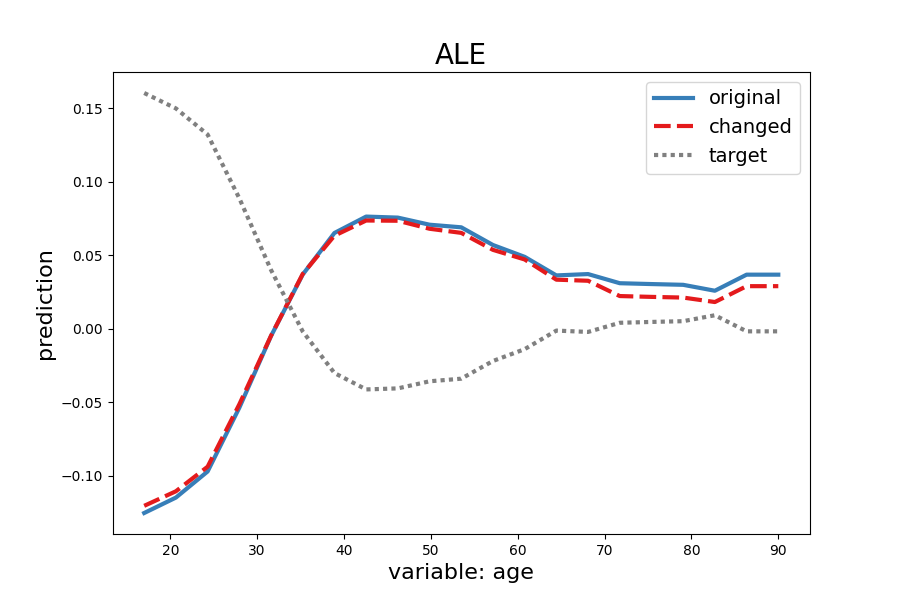 ALE
original
changed
target
0.15
0.10
0.05
0.00
−0.05
−0.10
prediction
20 30 40 50 60 70 80 90
variable: age